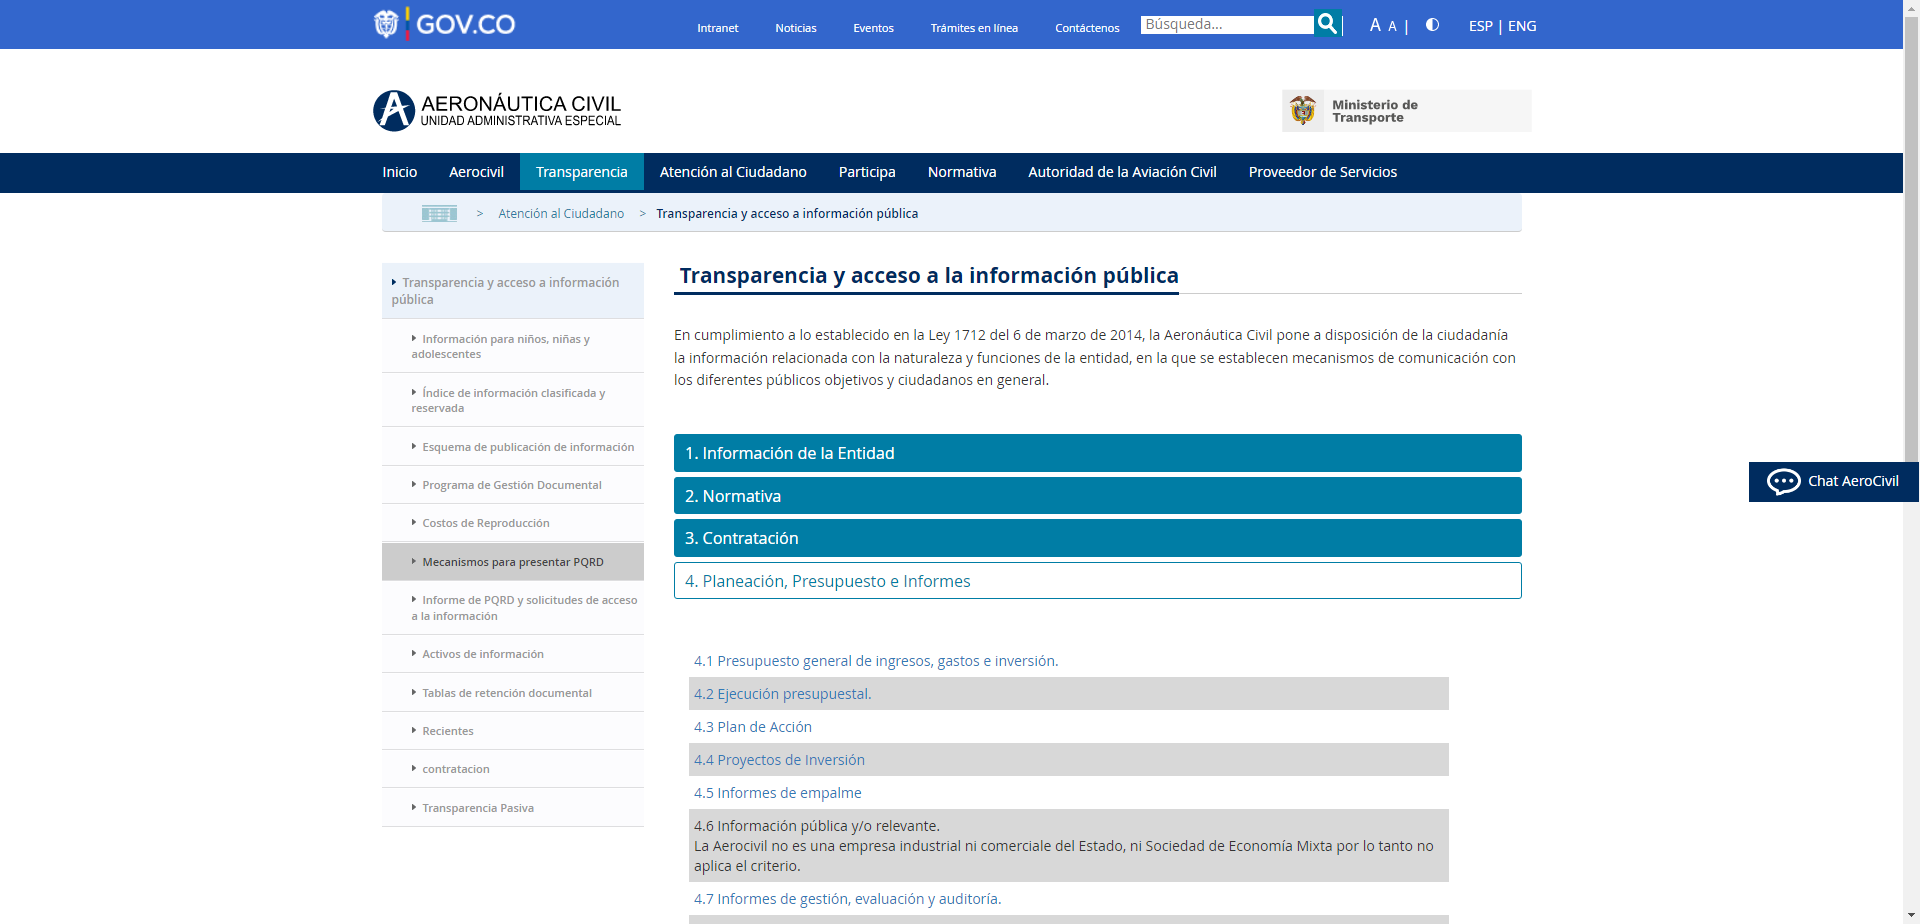 GOV.CO
Intranet
Noticias
Eventos
Trámites en línea
Contáctenos
Búsqueda...
A A |
ESP | ENG
AERONÁUTICA CIVIL
UNIDAD ADMINISTRATIVA ESPECIAL
Ministerio de
Transporte
Inicio
Aerocivil
Transparencia
Atención al Ciudadano
Participa
Normativa
Autoridad de la Aviación Civil
Proveedor de Servicios
> Atención al Ciudadano > Transparencia y acceso a información pública
Transparencia y acceso a información
pública
Información para niños, niñas y
adolescentes
Índice de información clasificada y
reservada
Esquema de publicación de información
Programa de Gestión Documental
Costos de Reproducción
Mecanismos para presentar PQRD
Informe de PQRD y solicitudes de acceso
a la información
Activos de información
Tablas de retención documental
Recientes
contratacion
Transparencia Pasiva
Transparencia y acceso a la información pública
En cumplimiento a lo establecido en la Ley 1712 del 6 de marzo de 2014, la Aeronáutica Civil pone a disposición de la ciudadanía
la información relacionada con la naturaleza y funciones de la entidad, en la que se establecen mecanismos de comunicación con
los diferentes públicos objetivos y ciudadanos en general.
1. Información de la Entidad
2. Normativa
3. Contratación
4. Planeación, Presupuesto e Informes
4.1 Presupuesto general de ingresos, gastos e inversión.
4.2 Ejecución presupuestal.
4.3 Plan de Acción
4.4 Proyectos de Inversión
4.5 Informes de empalme
4.6 Información pública y/o relevante.
La Aerocivil no es una empresa industrial ni comerciale del Estado, ni Sociedad de Economía Mixta por lo tanto no
aplica el criterio.
4.7 Informes de gestión, evaluación y auditoría.
Chat AeroCivil